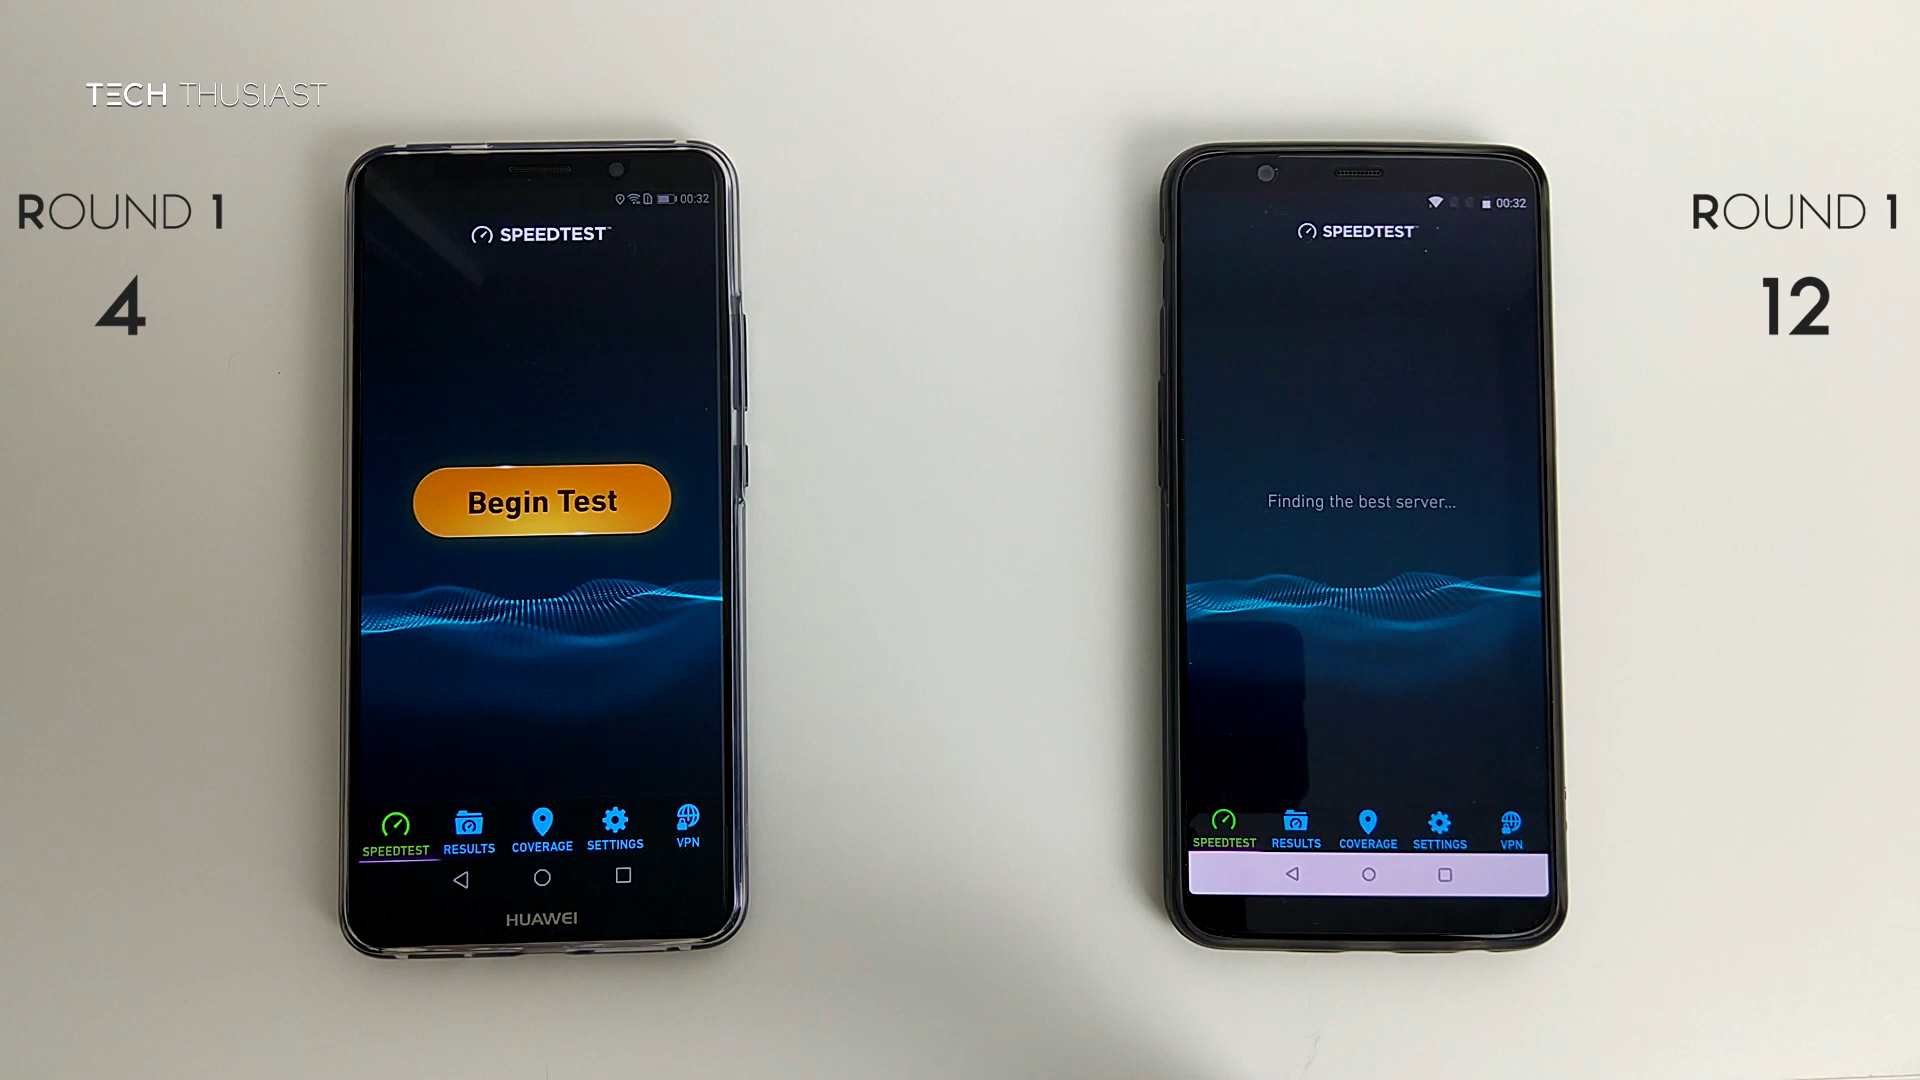 TECH THUSIAST
ROUND 1
4
ROUND 1
12
00:32
SPEEDTEST™
Begin Test
SPEEDTEST
RESULTS
COVERAGE
SETTINGS
VPN
HUAWEI
00:32
SPEEDTEST
Finding the best server...
SPEEDTEST
RESULTS
COVERAGE
SETTINGS
VPN